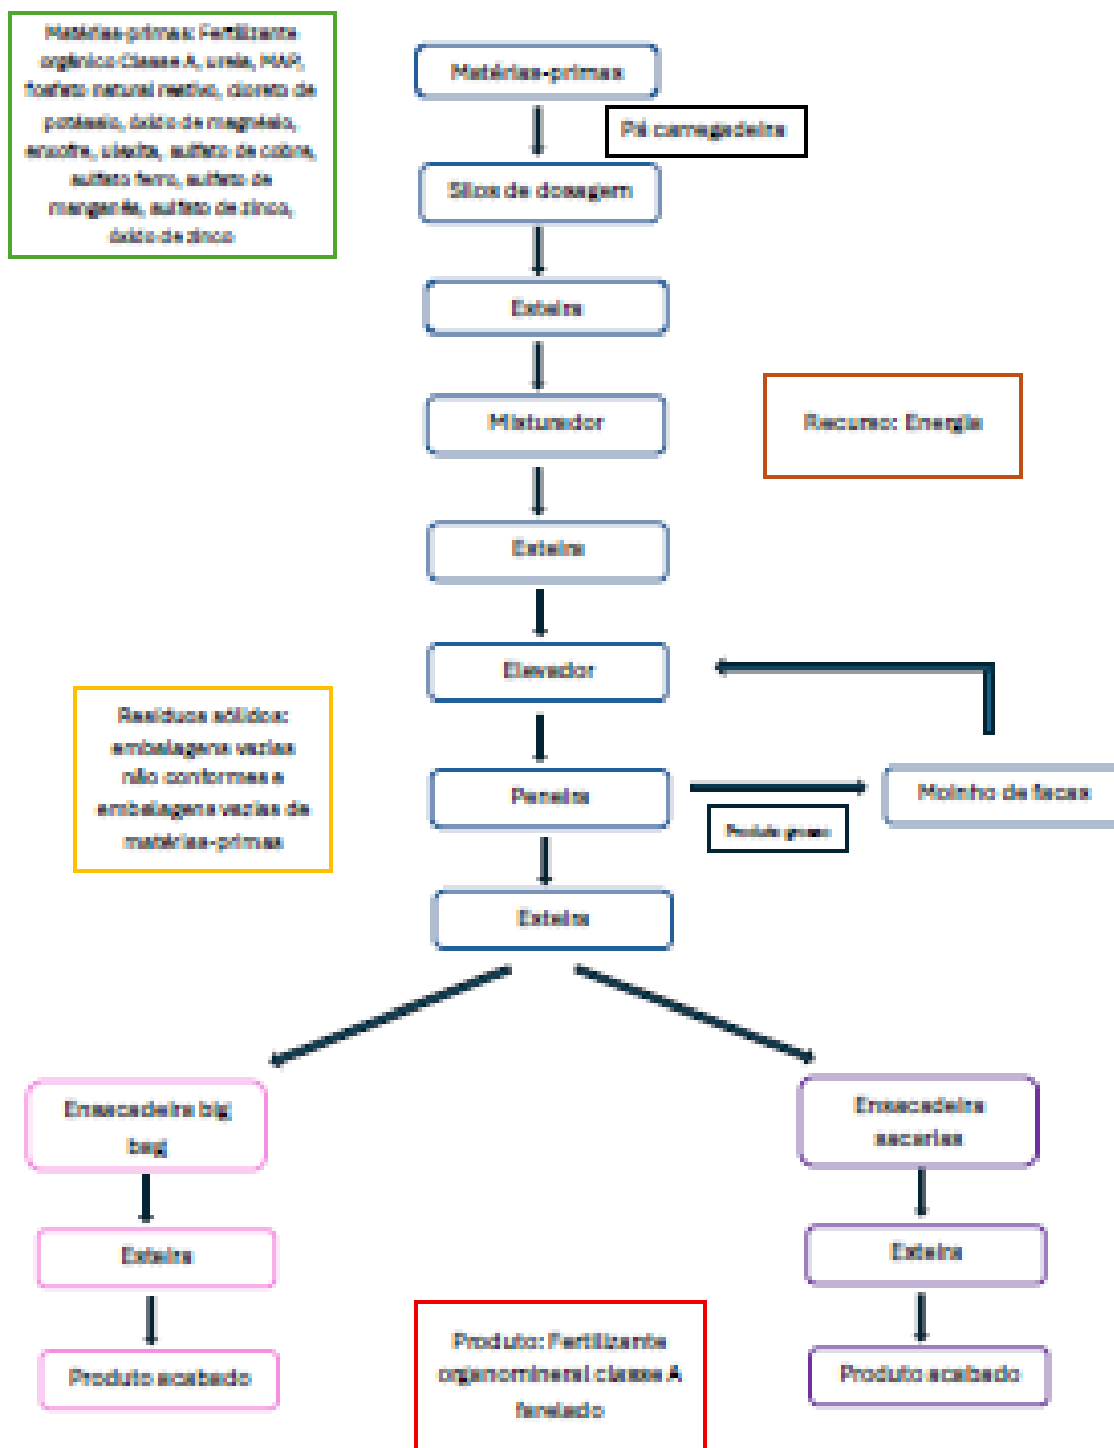 Matérias-primas: Fertilizante
orgânico Classe A, ureia, MAP,
fosfato natural reativo, cloreto de
potássio, óxido de magnésio,
enxofre, ulexita, sulfato de cobre,
sulfato ferro, sulfato de
manganês, sulfato de zinco,
óxido de zinco
Matérias-primas
Pá carregadeira
Silos de dosagem
Esteira
Misturador
Recurso: Energia
Esteira
Elevador
Resíduos sólidos:
embalagens vazias
não conformes e
embalagens vazias de
matérias-primas
Peneira
Moinho de facas
Produto grosso
Esteira
Ensacadeira big
bag
Ensacadeira
sacarias
Esteira
Esteira
Produto: Fertilizante
organomineral classe A
farelado
Produto acabado
Produto acabado